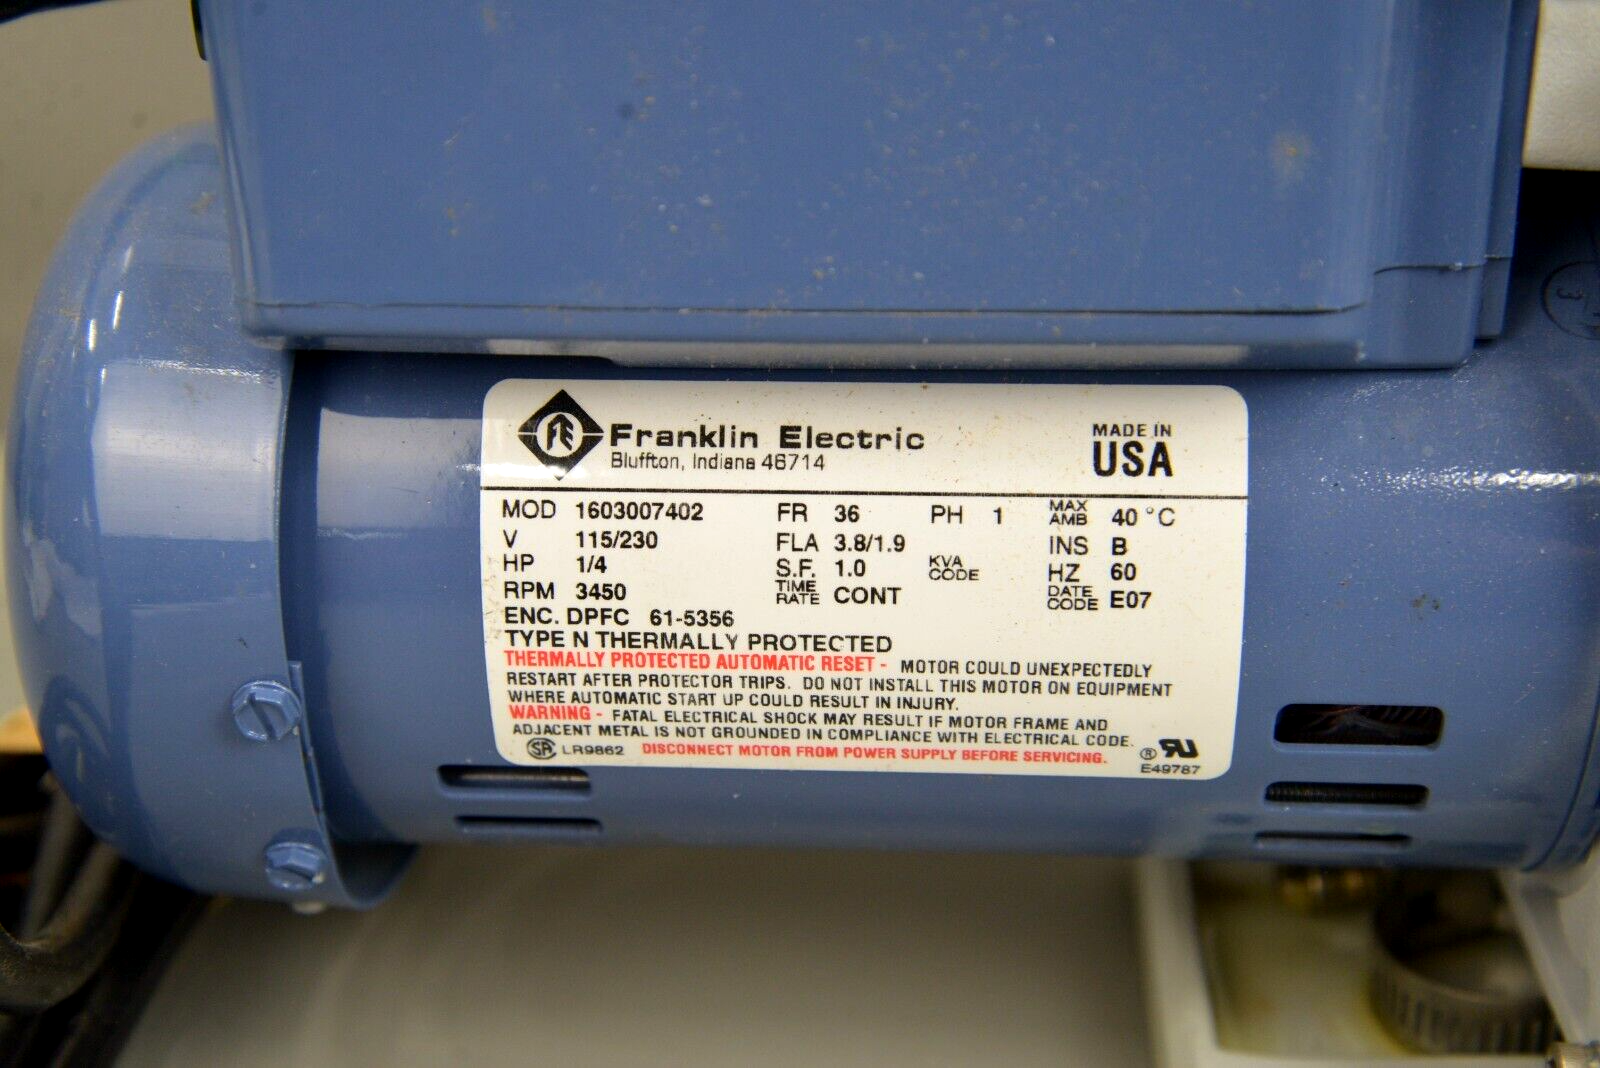 FE Franklin Electric
Bluffton, Indiana 46714
MADE IN
USA
MOD 1603007402 FR 36 PH 1 MAX AMB 40 °C
V 115/230 FLA 3.8/1.9 INS B
HP 1/4 S.F. 1.0 KVA CODE HZ 60
RPM 3450 TIME RATE CONT DATE CODE E07
ENC. DPFC 61-5356
TYPE N THERMALLY PROTECTED
THERMALLY PROTECTED AUTOMATIC RESET - MOTOR COULD UNEXPECTEDLY
RESTART AFTER PROTECTOR TRIPS. DO NOT INSTALL THIS MOTOR ON EQUIPMENT
WHERE AUTOMATIC START UP COULD RESULT IN INJURY.
WARNING - FATAL ELECTRICAL SHOCK MAY RESULT IF MOTOR FRAME AND
ADJACENT METAL IS NOT GROUNDED IN COMPLIANCE WITH ELECTRICAL CODE.
SA LR9862 DISCONNECT MOTOR FROM POWER SUPPLY BEFORE SERVICING. ® RU
E49787